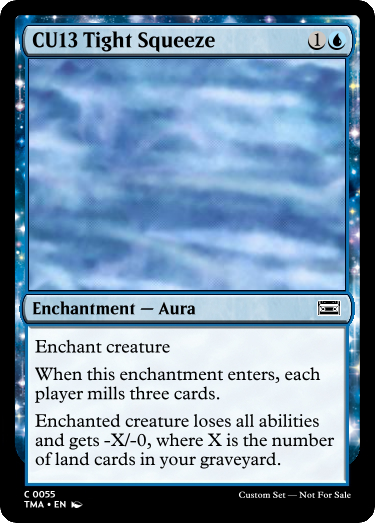 CU13 Tight Squeeze 1
Enchantment — Aura
Enchant creature
When this enchantment enters, each
player mills three cards.
Enchanted creature loses all abilities
and gets -X/-0, where X is the number
of land cards in your graveyard.
C 0055
Custom Set — Not For Sale
TMA • EN